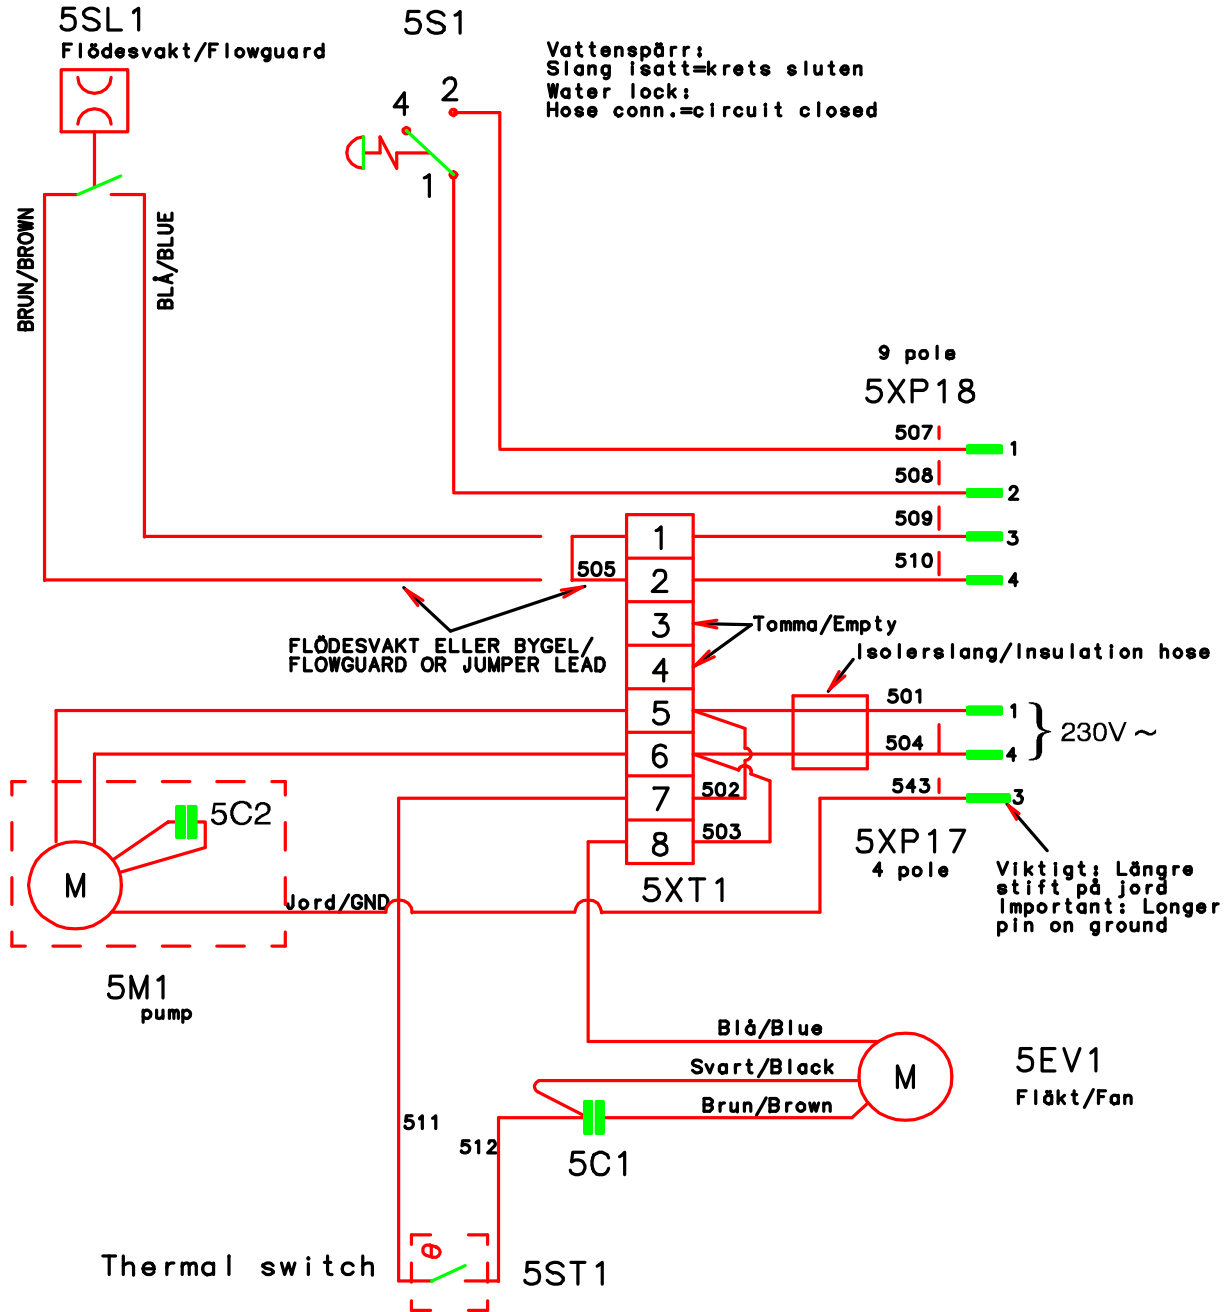 5SL1
Flödesvakt/Flowguard
5S1
Vattenspärr:
Slang isatt=krets sluten
Water lock:
Hose conn.=circuit closed
2
4
1
BRUN/BROWN
BLÅ/BLUE
9 pole
5XP18
507
1
508
2
509
3
510
4
1
505
2
3
4
5
6
7
8
5XT1
Tomma/Empty
FLÖDESVAKT ELLER BYGEL/
FLOWGUARD OR JUMPER LEAD
Isolerslang/Insulation hose
501
1
504
4
230V ~
543
3
502
503
5XP17
4 pole
Viktigt: Längre
stift på jord
Important: Longer
pin on ground
5C2
M
Jord/GND
5M1
pump
Blå/Blue
Svart/Black
Brun/Brown
M
5EV1
Fläkt/Fan
511
512
5C1
Thermal switch
θ
5ST1